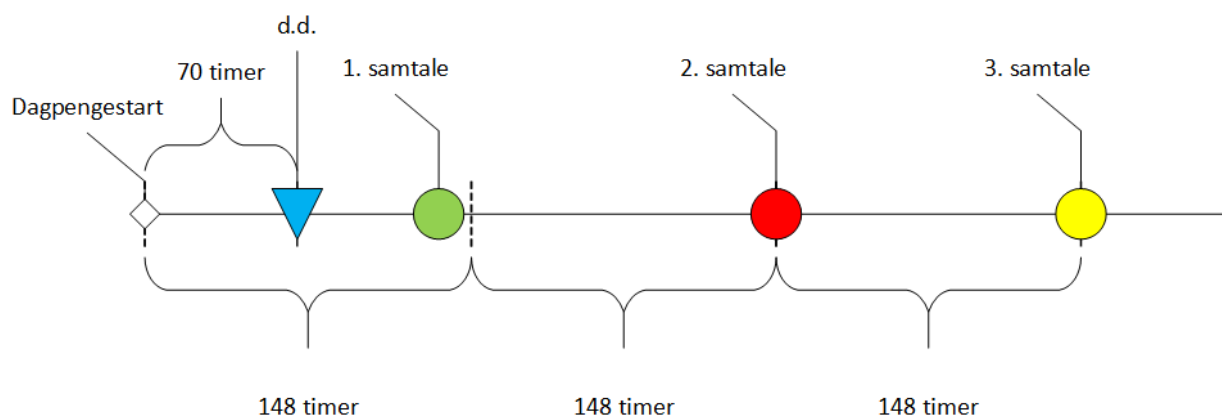 d.d.
70 timer
1. samtale
2. samtale
3. samtale
Dagpengestart
148 timer
148 timer
148 timer